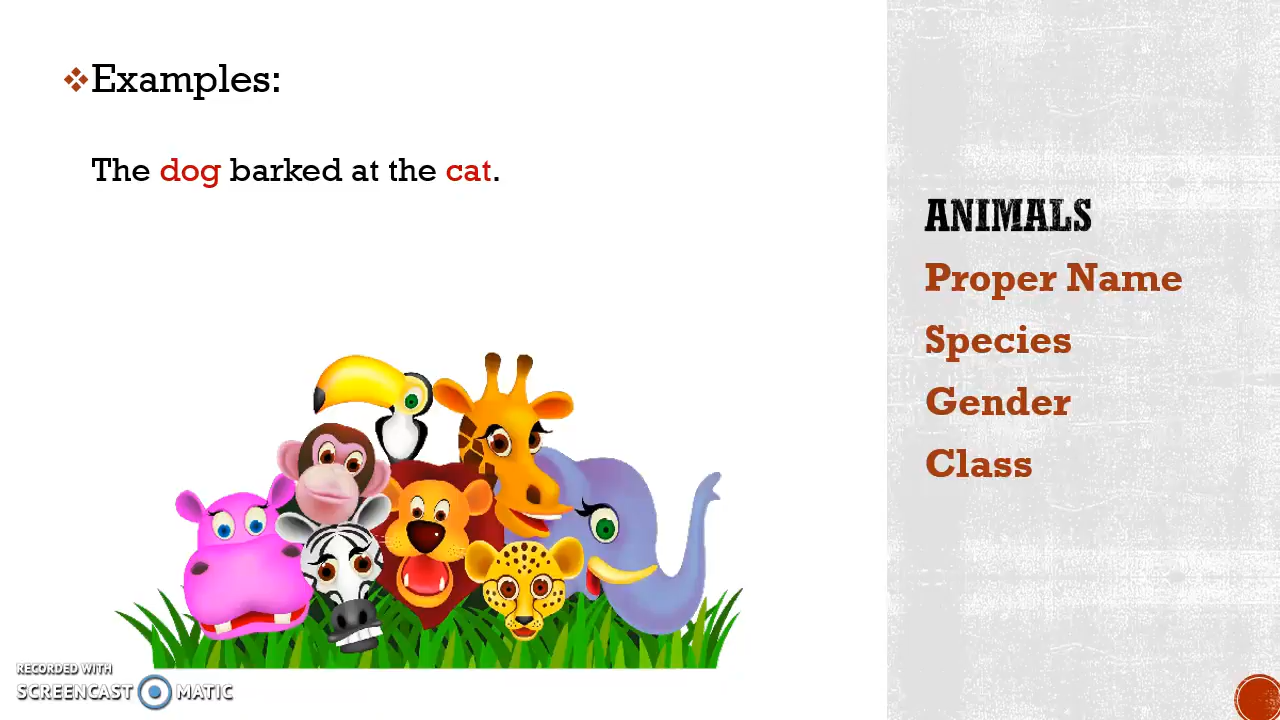 Examples:
The dog barked at the cat.
ANIMALS
Proper Name
Species
Gender
Class
RECORDED WITH
SCREENCAST MATIC